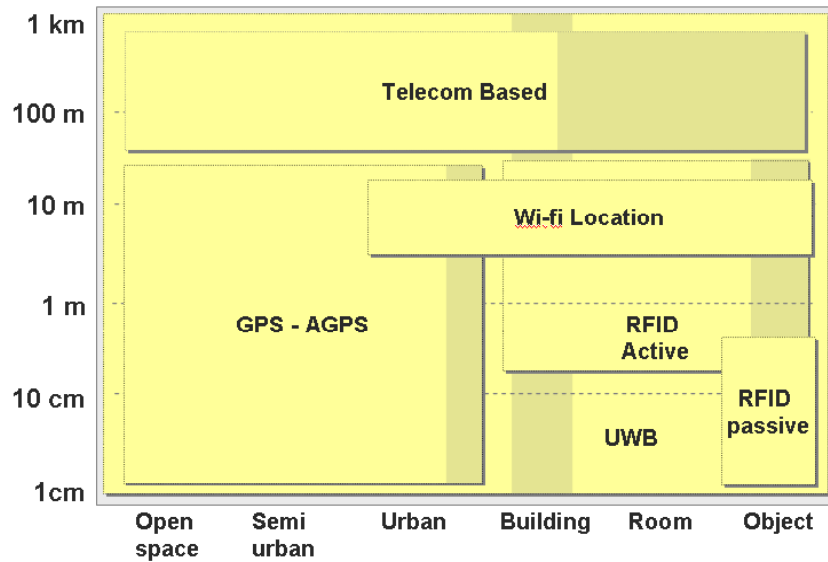 1 km
Telecom Based
100 m
10 m
Wi-fi Location
1 m
GPS - AGPS
RFID
Active
10 cm
RFID
passive
UWB
1cm
Open
space
Semi
urban
Urban
Building
Room
Object